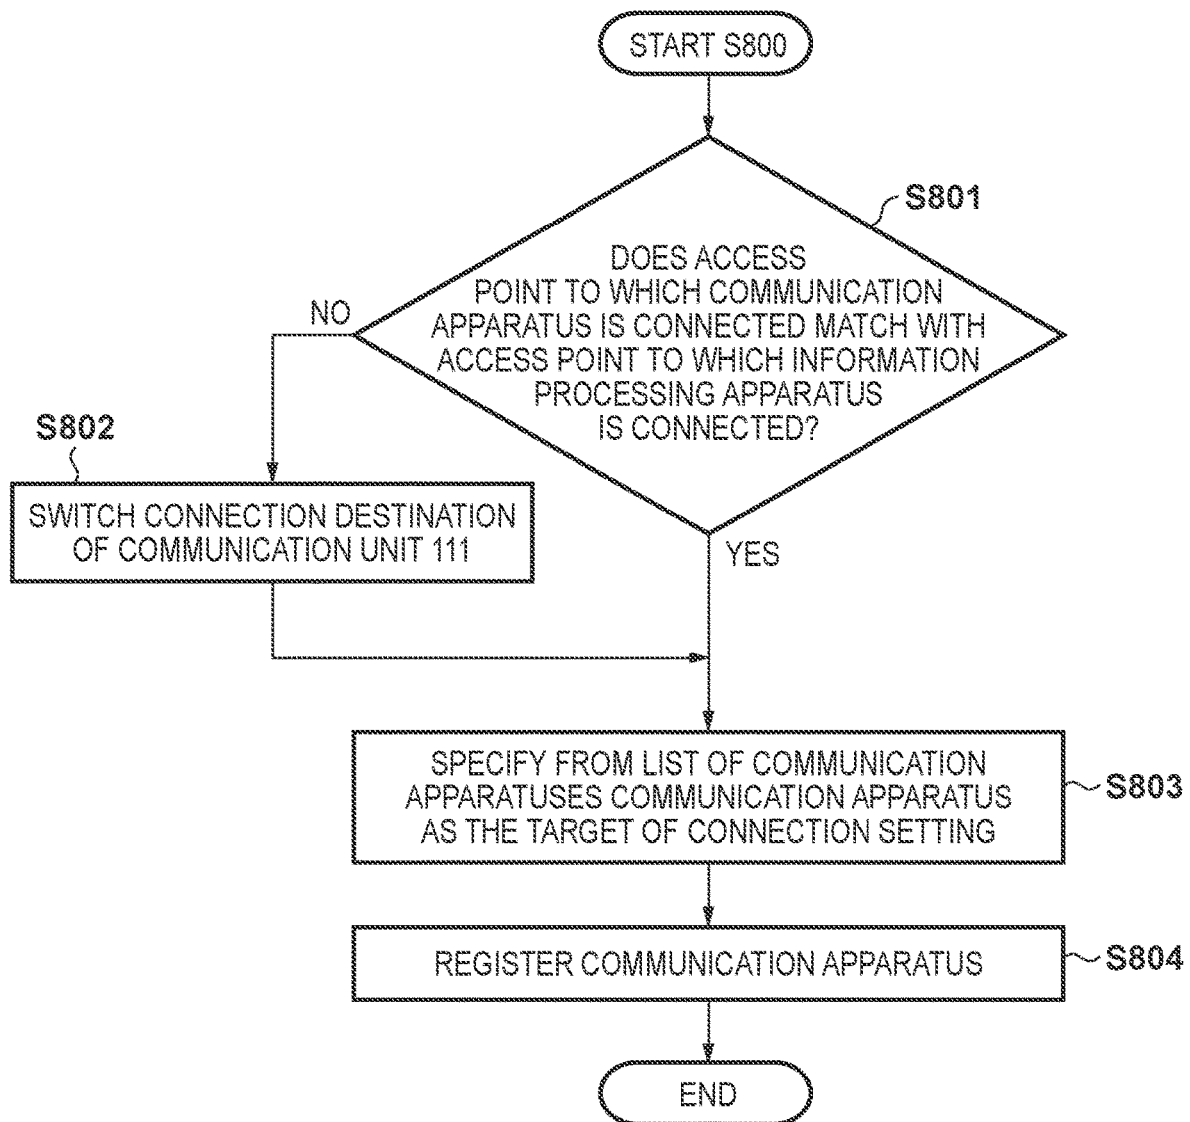 START S800
S801
DOES ACCESS
POINT TO WHICH COMMUNICATION
APPARATUS IS CONNECTED MATCH WITH
ACCESS POINT TO WHICH INFORMATION
PROCESSING APPARATUS
IS CONNECTED?
NO
S802
SWITCH CONNECTION DESTINATION
OF COMMUNICATION UNIT 111
YES
SPECIFY FROM LIST OF COMMUNICATION
APPARATUSES COMMUNICATION APPARATUS
AS THE TARGET OF CONNECTION SETTING
S803
REGISTER COMMUNICATION APPARATUS
S804
END